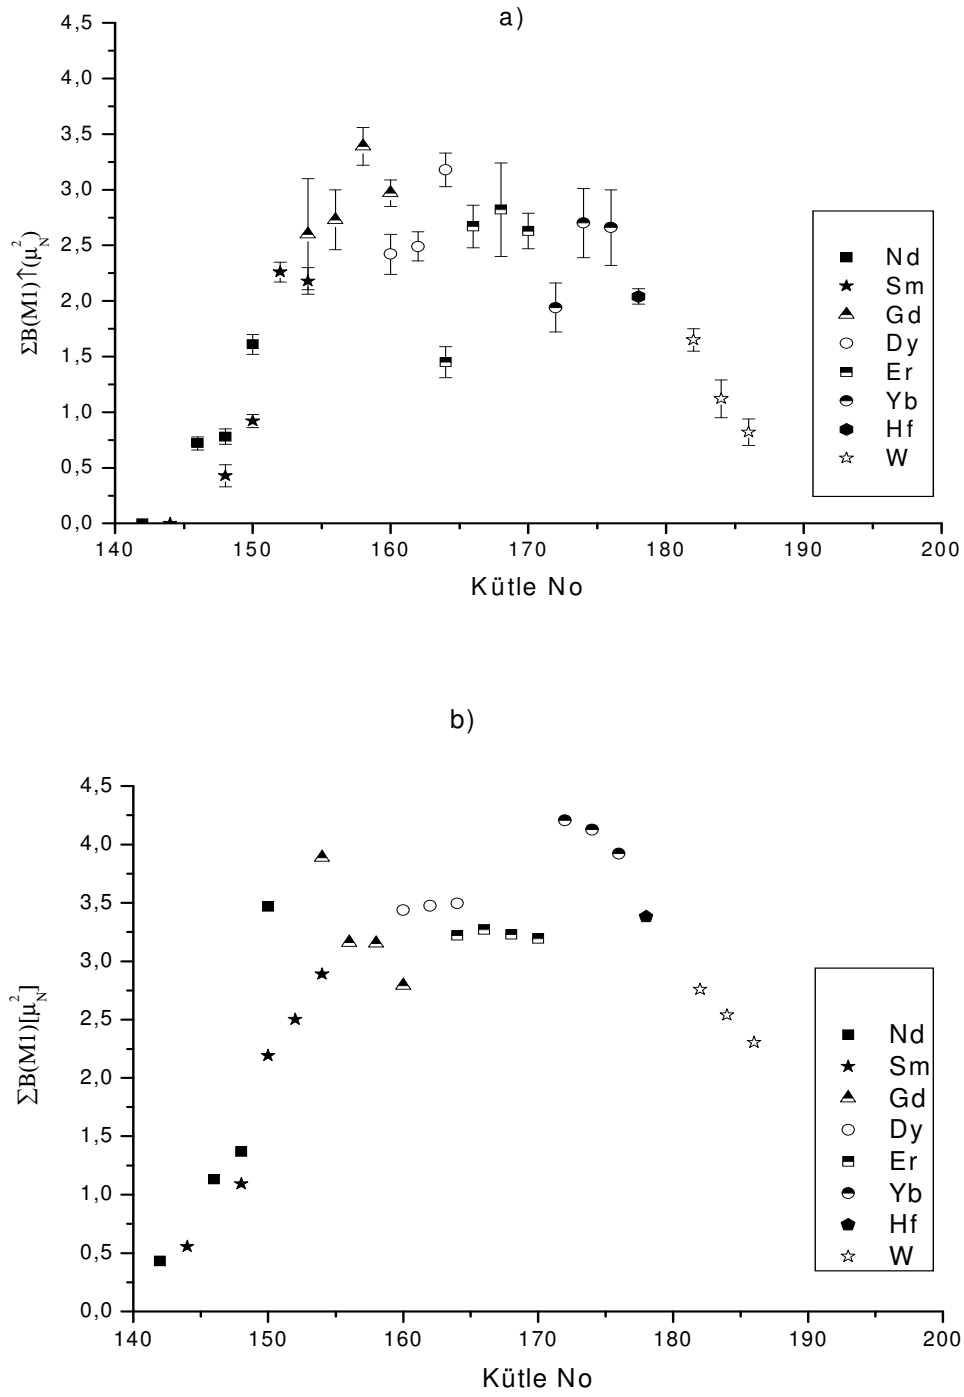 a)
4,5
4,0
3,5
3,0
2,5
2,0
1,5
1,0
0,5
0,0
ΣB(M1)↑(μ²_N)
140 150 160 170 180 190 200
Kütle No
Nd
Sm
Gd
Dy
Er
Yb
Hf
W
b)
4,5
4,0
3,5
3,0
2,5
2,0
1,5
1,0
0,5
0,0
ΣB(M1)[μ²_N]
140 150 160 170 180 190 200
Kütle No
Nd
Sm
Gd
Dy
Er
Yb
Hf
W